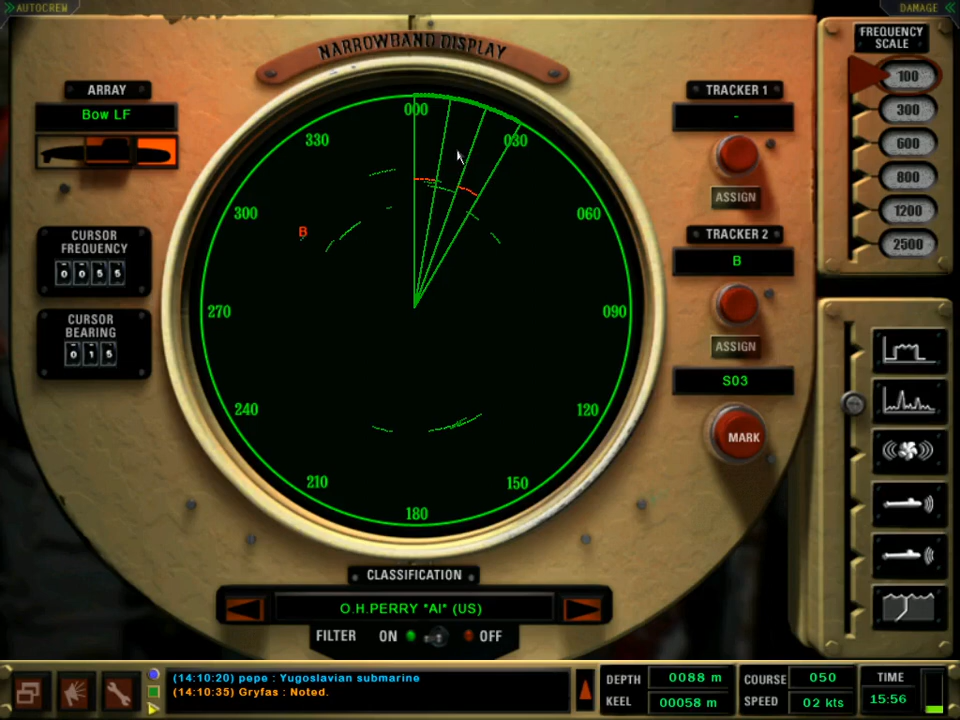 AUTOCREW
DAMAGE
NARROWBAND DISPLAY
FREQUENCY
SCALE
100
300
600
800
1200
2500
ARRAY
Bow LF
CURSOR
FREQUENCY
0055
CURSOR
BEARING
015
000
030
060
090
120
150
180
210
240
270
300
330
B
TRACKER 1
-
ASSIGN
TRACKER 2
B
ASSIGN
S03
MARK
CLASSIFICATION
O.H.PERRY "AI" (US)
FILTER ON OFF
(14:10:20) pepe : Yugoslavian submarine
(14:10:35) Gryfas : Noted.
DEPTH 0088 m
KEEL 00058 m
COURSE 050
SPEED 02 kts
TIME
15:56